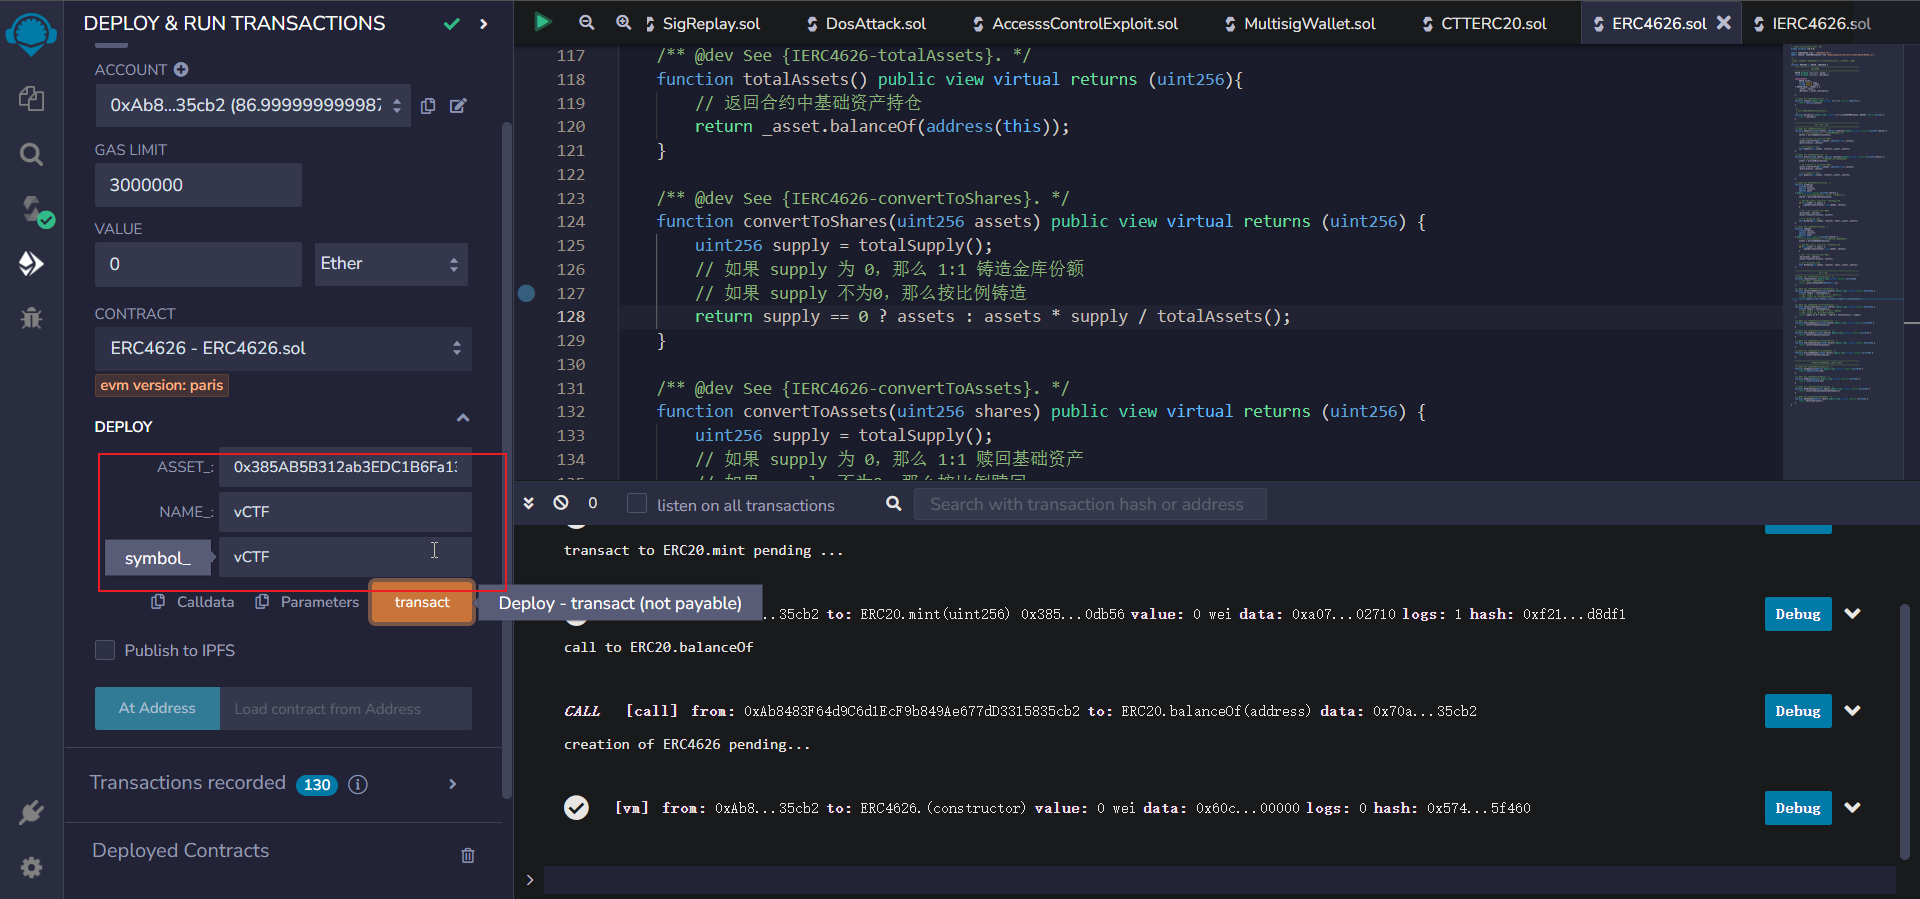 DEPLOY & RUN TRANSACTIONS
ACCOUNT
0xAb8...35cb2 (86.9999999999987
GAS LIMIT
3000000
VALUE
0
Ether
CONTRACT
ERC4626 - ERC4626.sol
evm version: paris
DEPLOY
ASSET_:
0x385AB5B312ab3EDC1B6Fa13
NAME_:
vCTF
symbol_
vCTF
Calldata
Parameters
transact
Deploy - transact (not payable)
Publish to IPFS
At Address
Load contract from Address
Transactions recorded 130
Deployed Contracts
SigReplay.sol
DosAttack.sol
AccesssControlExploit.sol
MultisigWallet.sol
CTTERC20.sol
ERC4626.sol
IERC4626.sol
117 /** @dev See {IERC4626-totalAssets}. */
118 function totalAssets() public view virtual returns (uint256){
119 // 返回合约中基础资产持仓
120 return _asset.balanceOf(address(this));
121 }
122
123 /** @dev See {IERC4626-convertToShares}. */
124 function convertToShares(uint256 assets) public view virtual returns (uint256) {
125 uint256 supply = totalSupply();
126 // 如果 supply 为 0，那么 1:1 铸造金库份额
127 // 如果 supply 不为0，那么按比例铸造
128 return supply == 0 ? assets : assets * supply / totalAssets();
129 }
130
131 /** @dev See {IERC4626-convertToAssets}. */
132 function convertToAssets(uint256 shares) public view virtual returns (uint256) {
133 uint256 supply = totalSupply();
134 // 如果 supply 为 0，那么 1:1 赎回基础资产
0
listen on all transactions
Search with transaction hash or address
transact to ERC20.mint pending ...
...35cb2 to: ERC20.mint(uint256) 0x385...0db56 value: 0 wei data: 0xa07...02710 logs: 1 hash: 0xf21...d8df1
Debug
call to ERC20.balanceOf
CALL [call] from: 0xAb8483F64d9C6d1EcF9b849Ae677dD3315835cb2 to: ERC20.balanceOf(address) data: 0x70a...35cb2
Debug
creation of ERC4626 pending...
[vm] from: 0xAb8...35cb2 to: ERC4626.(constructor) value: 0 wei data: 0x60c...00000 logs: 0 hash: 0x574...5f460
Debug
>